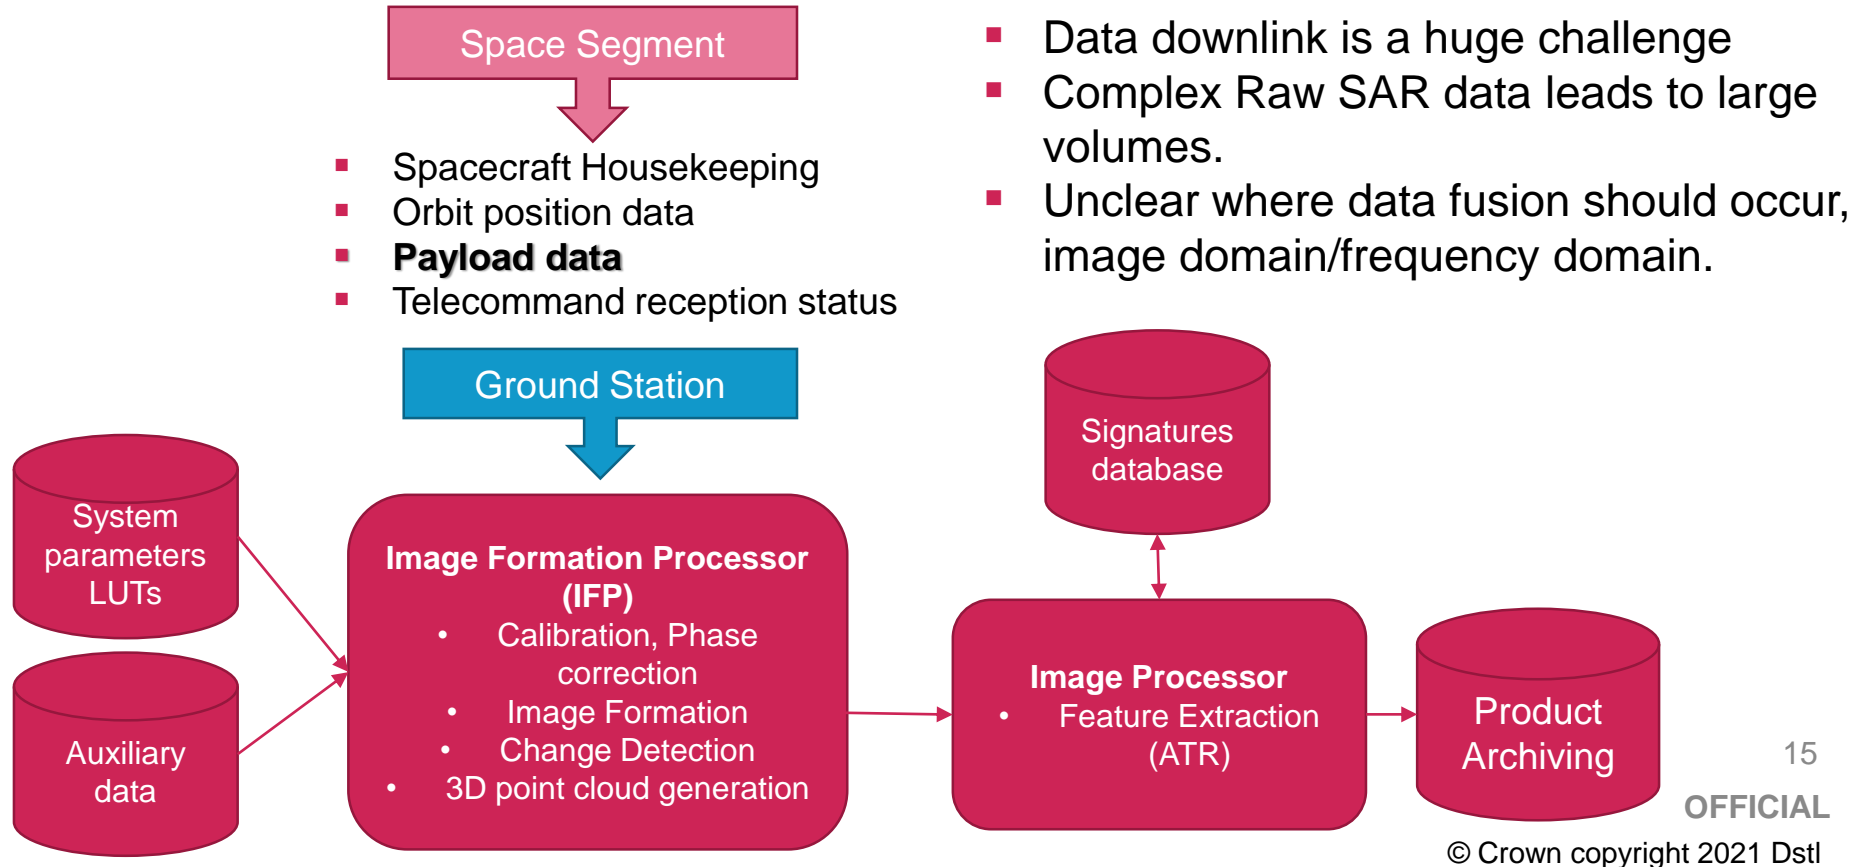 Space Segment
▪ Spacecraft Housekeeping
▪ Orbit position data
▪ Payload data
▪ Telecommand reception status
▪ Data downlink is a huge challenge
▪ Complex Raw SAR data leads to large
volumes.
▪ Unclear where data fusion should occur,
image domain/frequency domain.
Ground Station
System
parameters
LUTs
Auxiliary
data
Image Formation Processor
(IFP)
• Calibration, Phase
correction
• Image Formation
• Change Detection
• 3D point cloud generation
Signatures
database
Image Processor
• Feature Extraction
(ATR)
Product
Archiving
15
OFFICIAL
© Crown copyright 2021 Dstl